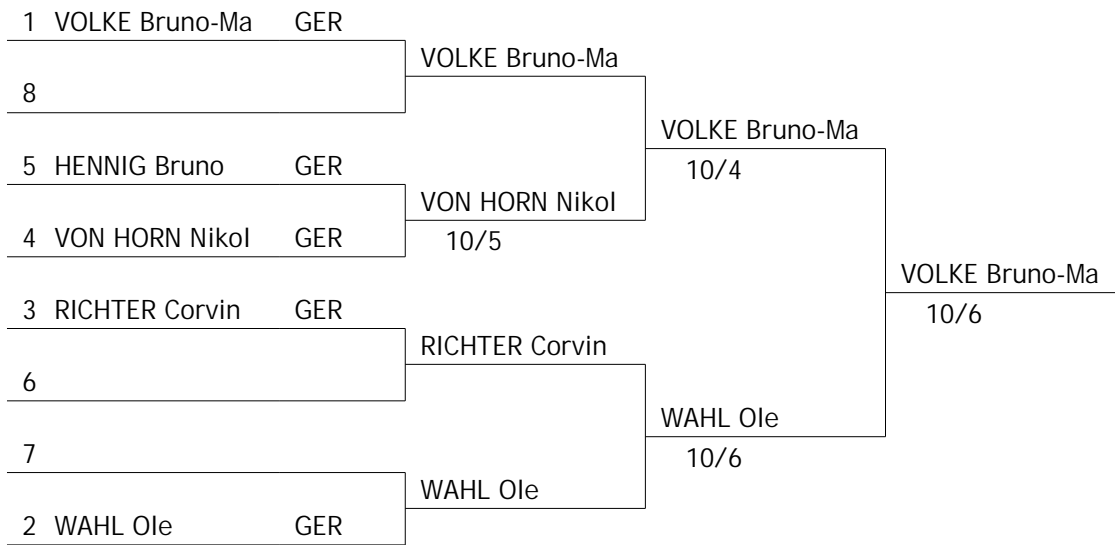 1 VOLKE Bruno-Ma GER
VOLKE Bruno-Ma
8
VOLKE Bruno-Ma
10/4
5 HENNIG Bruno GER
VON HORN Nikol
10/5
4 VON HORN Nikol GER
VOLKE Bruno-Ma
10/6
3 RICHTER Corvin GER
RICHTER Corvin
6
WAHL Ole
10/6
7
WAHL Ole
2 WAHL Ole GER